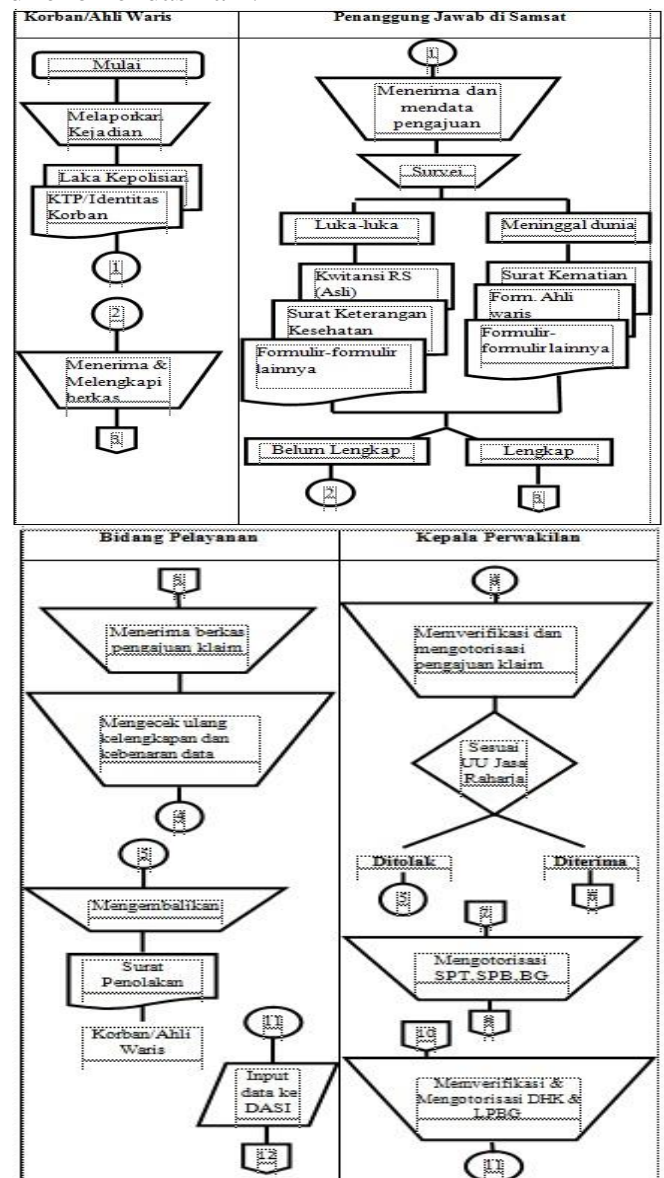 Korban/Ahli Waris
Mulai
Melaporkan
Kejadian
Laka Kepolisian
KTP/Identitas
Korban
1
2
Menerima &
Melengkapi
berkas
3
Penanggung Jawab di Samsat
1
Menerima dan
mendata
pengajuan
Survei
Luka-luka
Meninggal dunia
Kwitansi RS
(Asli)
Surat Keterangan
Kesehatan
Formulir-formulir
lainnya
Surat Kematian
Form. Ahli
waris
Formulir-
formulir lainnya
Belum Lengkap
Lengkap
2
3
Bidang Pelayanan
Menerima berkas
pengajuan klaim
Mengecek ulang
kelengkapan dan
kebenaran data
4
5
Mengembalikan
Surat
Penolakan
Korban/Ahli
Waris
11
Input
data ke
DASI
12
Kepala Perwakilan
4
Memverifikasi dan
mengotorisasi
pengajuan klaim
Sesuai
UU Jasa
Raharja
Ditolak
Diterima
5
7
Mengotorisasi
SPT,SPB,BG
10
Memverifikasi &
Mengotorisasi DHK &
LPBG
11